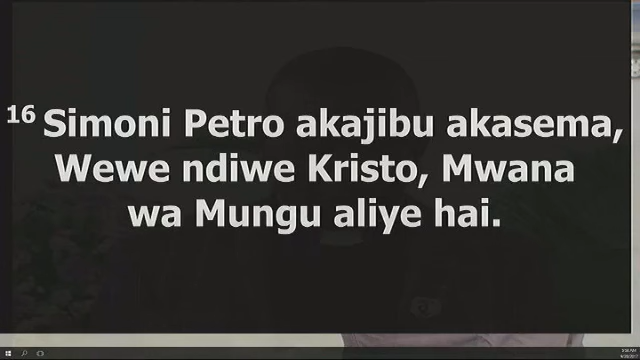 16 Simoni Petro akajibu akasema,
Wewe ndiwe Kristo, Mwana
wa Mungu aliye hai.